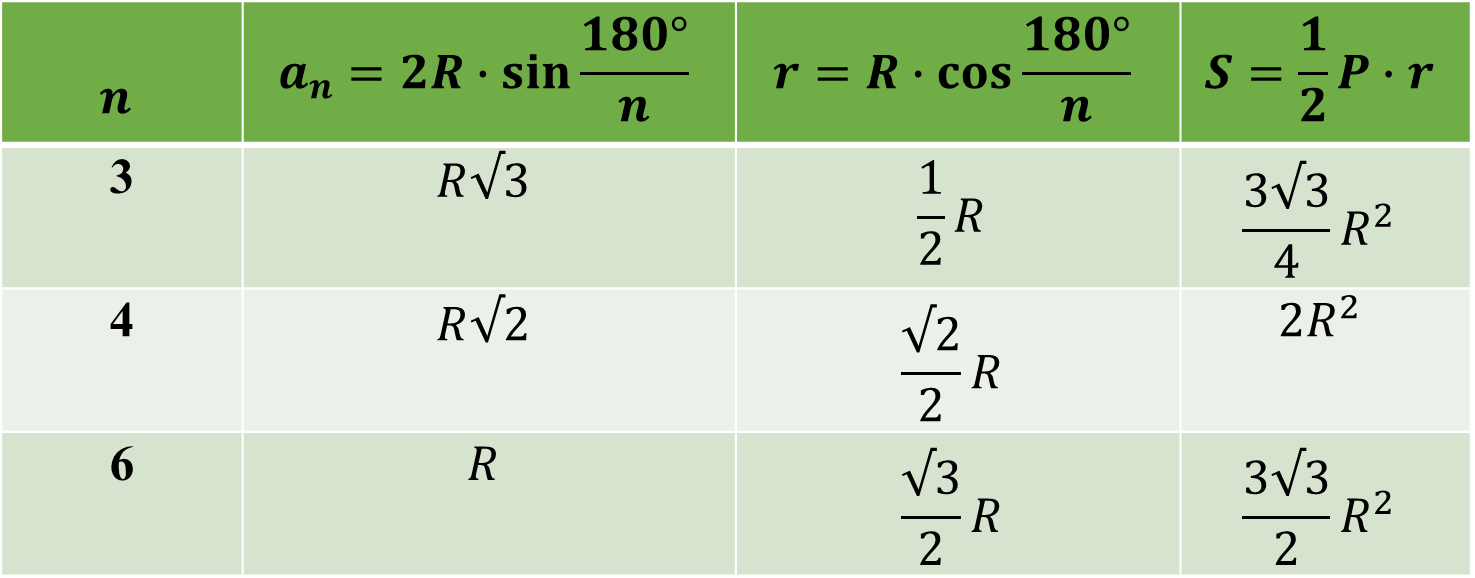 n | aₙ = 2R · sin 180°/n | r = R · cos 180°/n | S = 1/2 P · r
3 | R√3 | 1/2 R | 3√3/4 R²
4 | R√2 | √2/2 R | 2R²
6 | R | √3/2 R | 3√3/2 R²